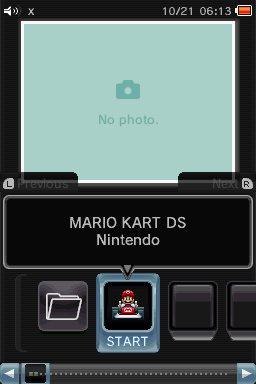 x 10/21 06:13
No photo.
L Previous Next R
MARIO KART DS
Nintendo
START